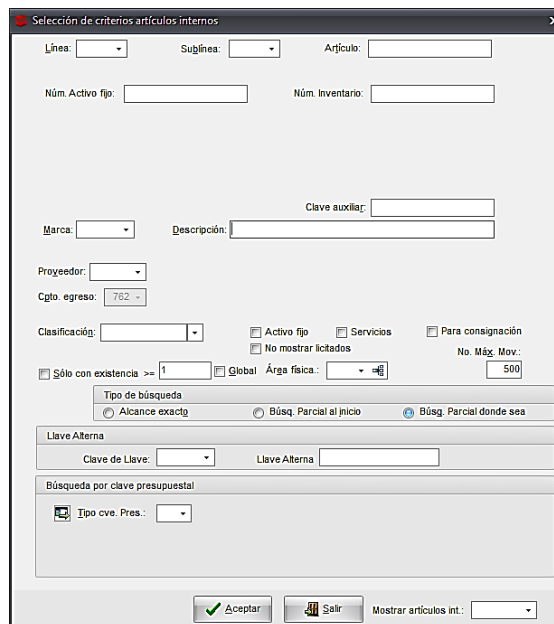 Selección de criterios artículos internos
Línea: Sublínea: Artículo:
Núm. Activo fijo: Núm. Inventario:
Clave auxiliar:
Marca: Descripción:
Proveedor:
Cpto. egreso: 762
Clasificación: Activo fijo Servicios Para consignación
No mostrar licitados No. Máx. Mov.:
Sólo con existencia >= 1 Global Área física.: 500
Tipo de búsqueda
Alcance exacto Búsq. Parcial al inicio Búsq. Parcial donde sea
Llave Alterna
Clave de Llave: Llave Alterna
Búsqueda por clave presupuestal
Tipo cve. Pres.:
Aceptar Salir Mostrar artículos int.: